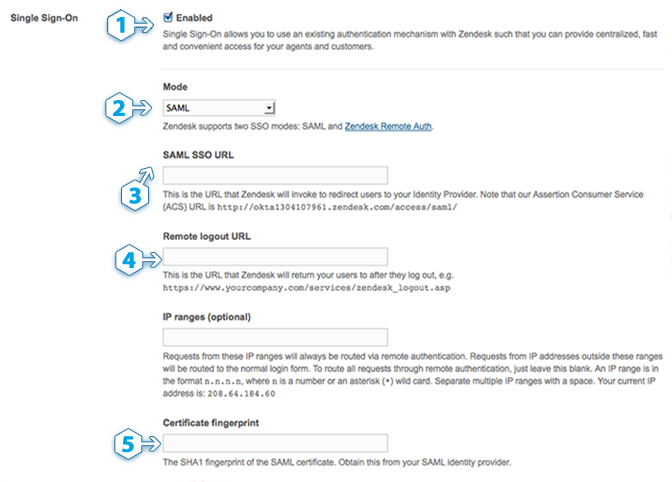 Single Sign-On
1
Enabled
Single Sign-On allows you to use an existing authentication mechanism with Zendesk such that you can provide centralized, fast
and convenient access for your agents and customers.
Mode
2
SAML
Zendesk supports two SSO modes: SAML and Zendesk Remote Auth.
SAML SSO URL
3
This is the URL that Zendesk will invoke to redirect users to your Identity Provider. Note that our Assertion Consumer Service
(ACS) URL is http://okta1304107961.zendesk.com/access/saml/
Remote logout URL
4
This is the URL that Zendesk will return your users to after they log out, e.g.
https://www.yourcompany.com/services/zendesk_logout.asp
IP ranges (optional)
Requests from these IP ranges will always be routed via remote authentication. Requests from IP addresses outside these ranges
will be routed to the normal login form. To route all requests through remote authentication, just leave this blank. An IP range is in
the format n.n.n.n, where n is a number or an asterisk (*) wild card. Separate multiple IP ranges with a space. Your current IP
address is: 208.64.184.60
Certificate fingerprint
5
The SHA1 fingerprint of the SAML certificate. Obtain this from your SAML identity provider.